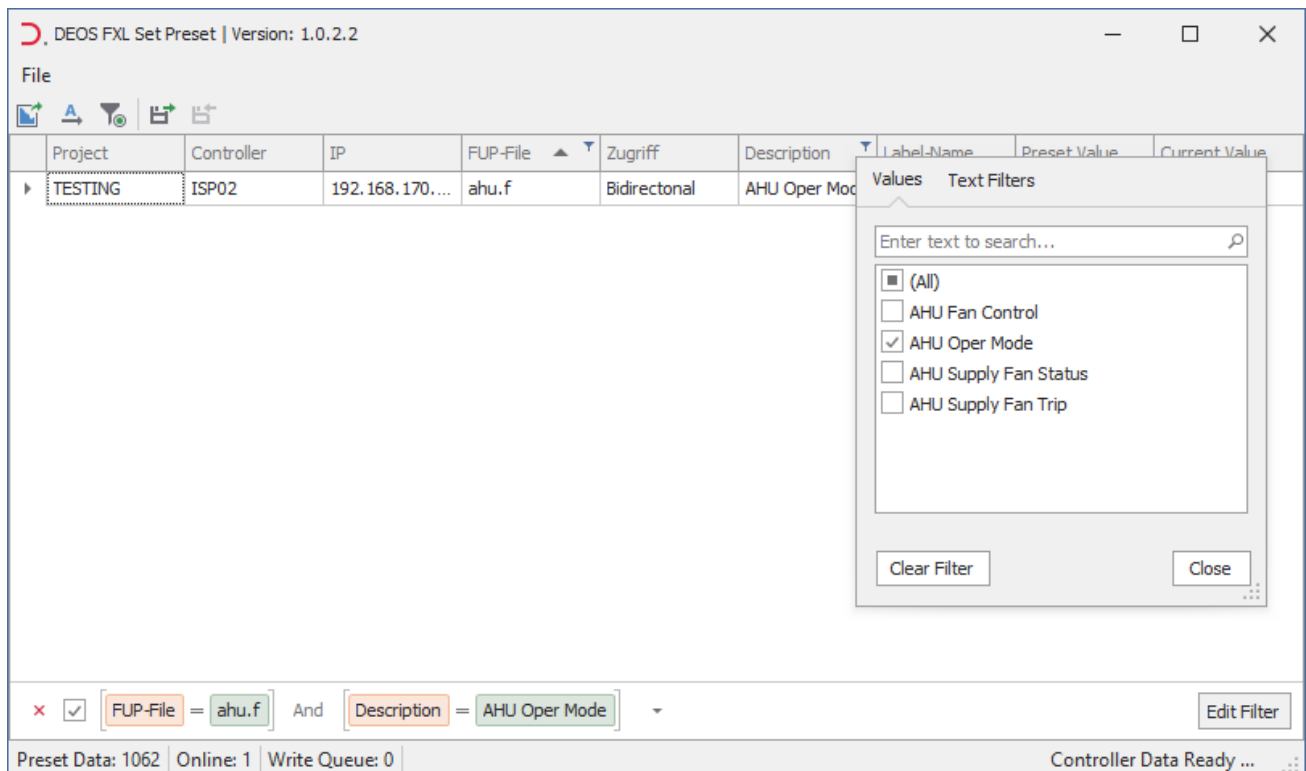 DEOS FXL Set Preset | Version: 1.0.2.2
File
Project Controller IP FUP-File Zugriff Description Label-Name Preset Value Current Value
TESTING ISP02 192.168.170.... ahu.f Bidirectonal AHU Oper Mod
Values Text Filters
Enter text to search...
(All)
AHU Fan Control
AHU Oper Mode
AHU Supply Fan Status
AHU Supply Fan Trip
Clear Filter Close
FUP-File = ahu.f And Description = AHU Oper Mode Edit Filter
Preset Data: 1062 Online: 1 Write Queue: 0 Controller Data Ready ...